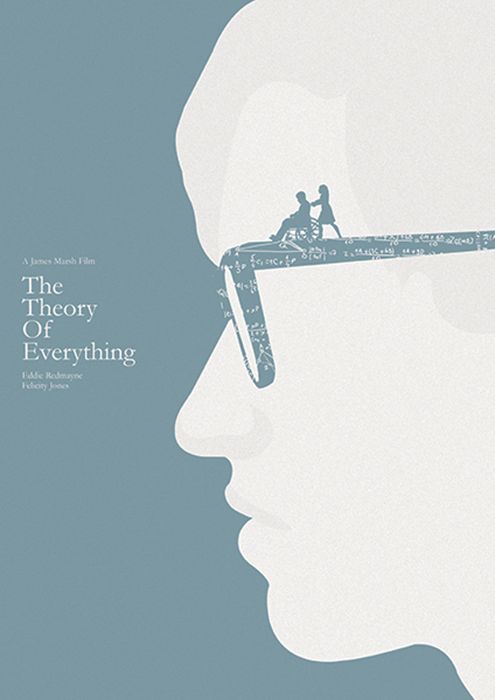 A James Marsh Film
The
Theory
Of
Everything
Eddie Redmayne
Felicity Jones